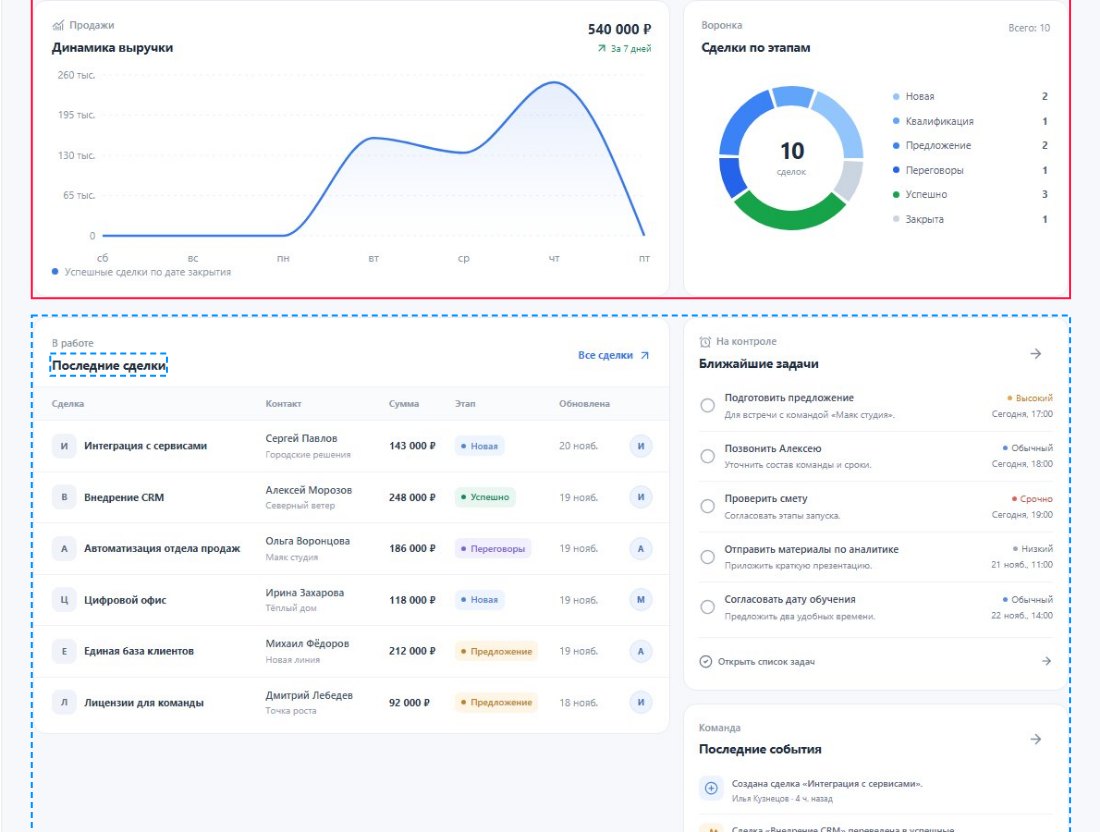 Продажи
Динамика выручки
540 000 ₽
За 7 дней
260 тыс.
195 тыс.
130 тыс.
65 тыс.
0
сб вс пн вт ср чт пт
Успешные сделки по дате закрытия
Воронка
Сделки по этапам
Всего: 10
10
сделок
Новая 2
Квалификация 1
Предложение 2
Переговоры 1
Успешно 3
Закрыта 1
В работе
Последние сделки
Все сделки
Сделка Контакт Сумма Этап Обновлена
И Интеграция с сервисами Сергей Павлов 143 000 ₽ Новая 20 нояб. И
Городские решения
В Внедрение CRM Алексей Морозов 248 000 ₽ Успешно 19 нояб. И
Северный ветер
А Автоматизация отдела продаж Ольга Воронцова 186 000 ₽ Переговоры 19 нояб. А
Маяк студия
Ц Цифровой офис Ирина Захарова 118 000 ₽ Новая 19 нояб. М
Тёплый дом
Е Единая база клиентов Михаил Фёдоров 212 000 ₽ Предложение 19 нояб. А
Новая линия
Л Лицензии для команды Дмитрий Лебедев 92 000 ₽ Предложение 18 нояб. И
Точка роста
На контроле
Ближайшие задачи
Подготовить предложение Высокий
Для встречи с командой «Маяк студия». Сегодня, 17:00
Позвонить Алексею Обычный
Уточнить состав команды и сроки. Сегодня, 18:00
Проверить смету Срочно
Согласовать этапы запуска. Сегодня, 19:00
Отправить материалы по аналитике Низкий
Приложить краткую презентацию. 21 нояб., 11:00
Согласовать дату обучения Обычный
Предложить два удобных времени. 22 нояб., 14:00
Открыть список задач
Команда
Последние события
Создана сделка «Интеграция с сервисами».
Илья Кузнецов · 4 ч. назад
Сделка «Внедрение CRM» переведена в успешные